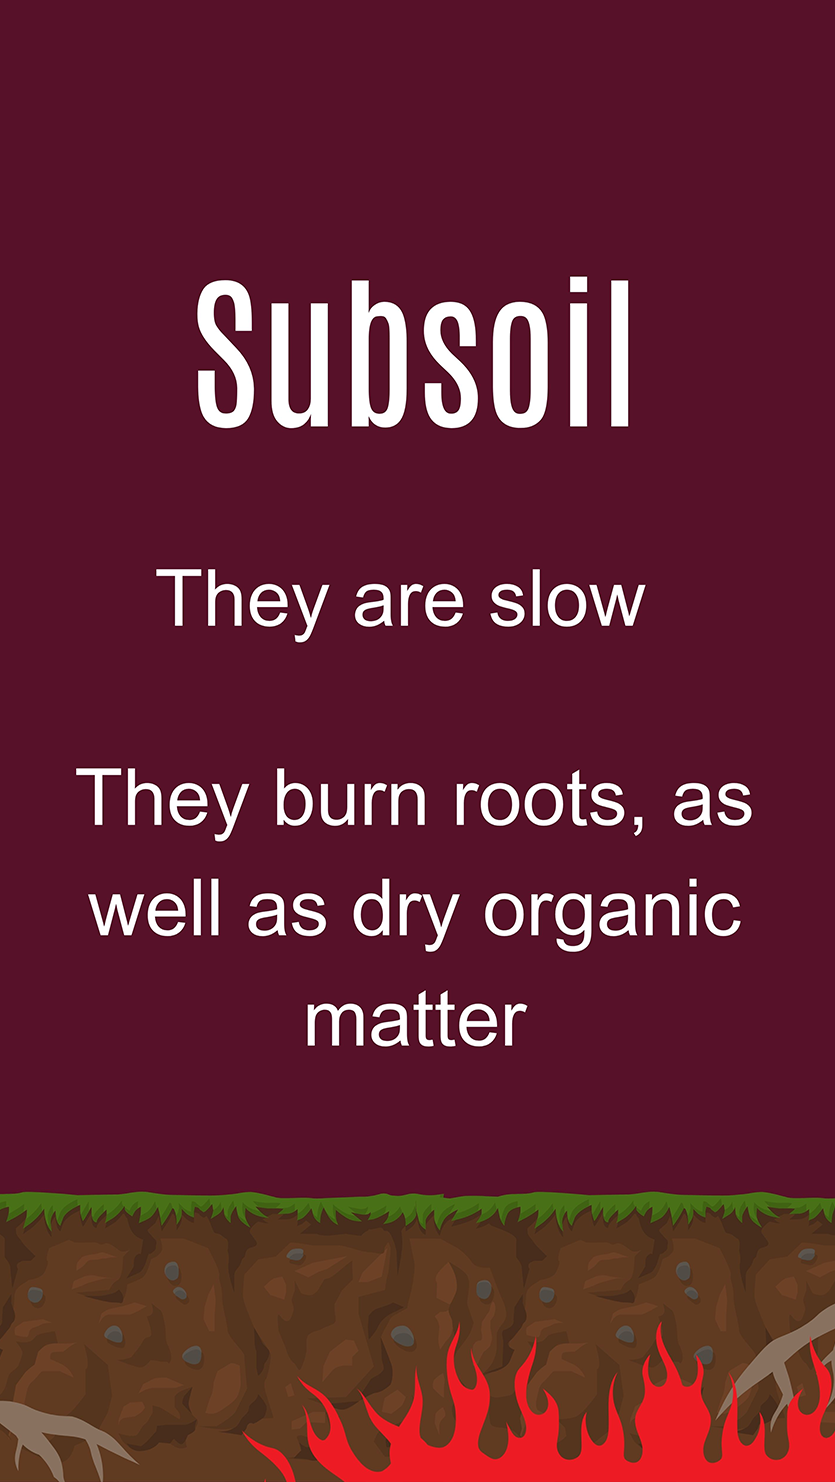 Subsoil
They are slow
They burn roots, as
well as dry organic
matter